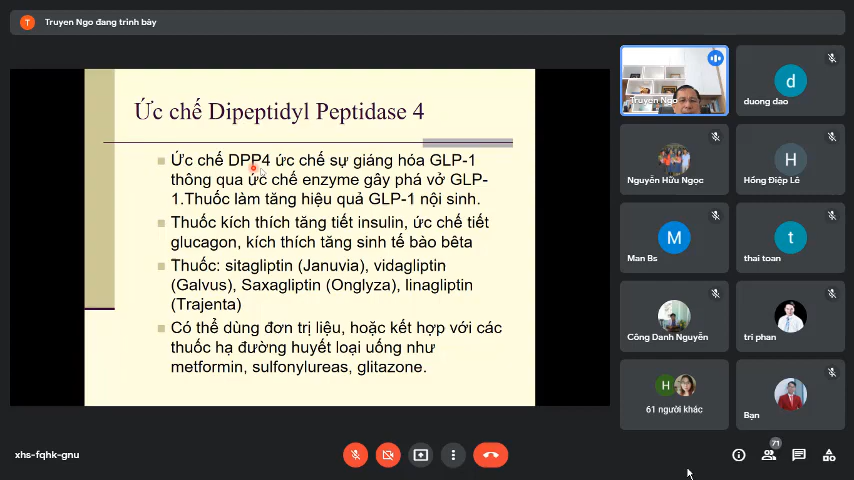 Truyen Ngo đang trình bày
Ức chế Dipeptidyl Peptidase 4
Ức chế DPP4 ức chế sự giáng hóa GLP-1
thông qua ức chế enzyme gây phá vở GLP-
1.Thuốc làm tăng hiệu quả GLP-1 nội sinh.
Thuốc kích thích tăng tiết insulin, ức chế tiết
glucagon, kích thích tăng sinh tế bào bêta
Thuốc: sitagliptin (Januvia), vidagliptin
(Galvus), Saxagliptin (Onglyza), linagliptin
(Trajenta)
Có thể dùng đơn trị liệu, hoặc kết hợp với các
thuốc hạ đường huyết loại uống như
metformin, sulfonylureas, glitazone.
T
Truyen Ngo
d
duong dao
Nguyễn Hữu Ngọc
H
Hồng Điệp Lê
M
Man Bs
t
thai toan
Công Danh Nguyễn
tri phan
H
61 người khác
Bạn
xhs-fqhk-gnu
71